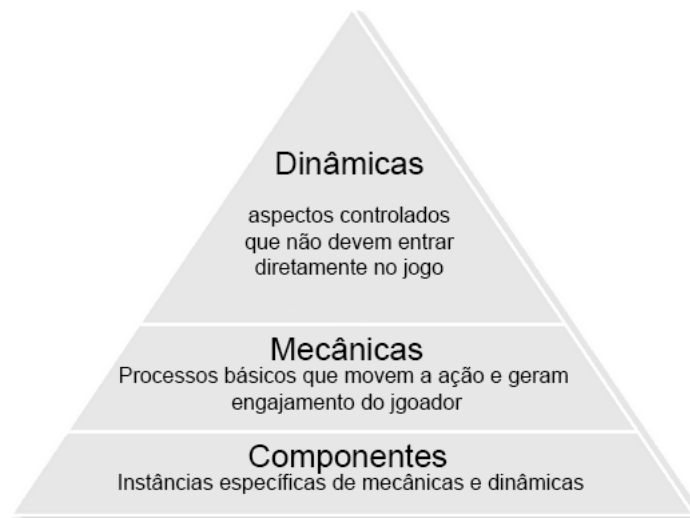 Dinâmicas
aspectos controlados
que não devem entrar
diretamente no jogo
Mecânicas
Processos básicos que movem a ação e geram
engajamento do jgoador
Componentes
Instâncias específicas de mecânicas e dinâmicas